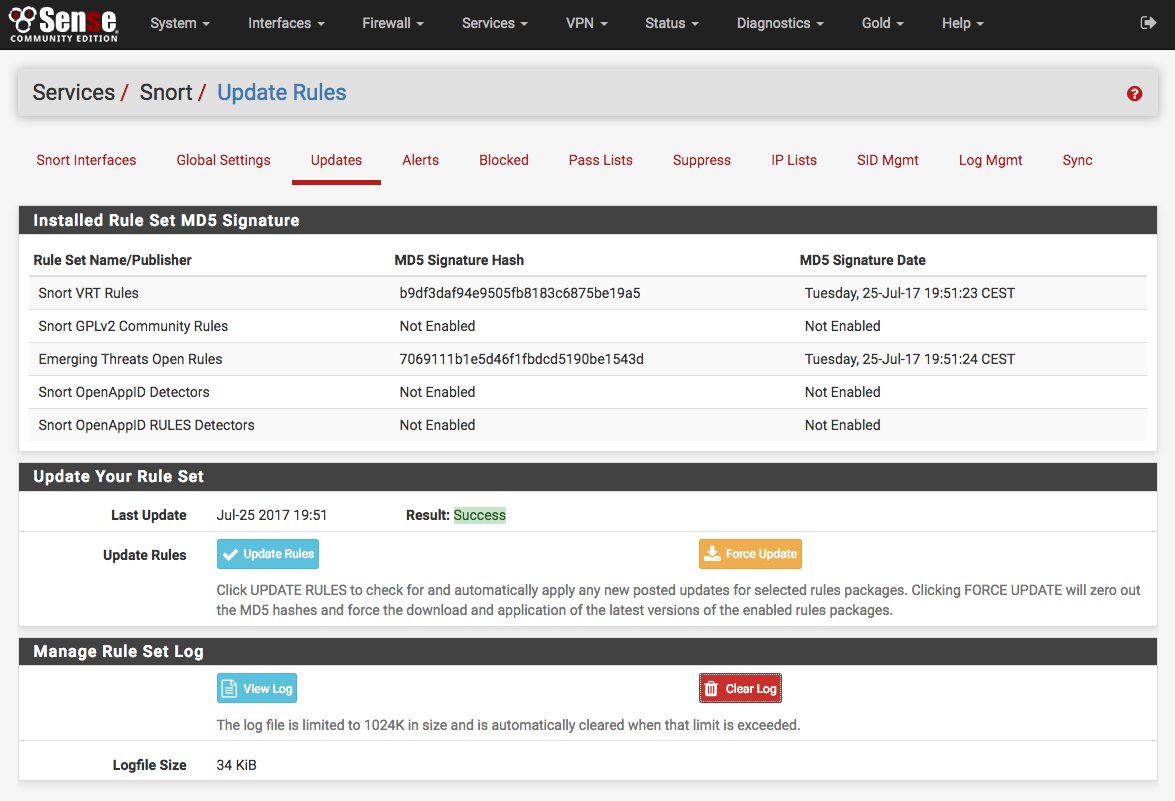 Sense
COMMUNITY EDITION
System Interfaces Firewall Services VPN Status Diagnostics Gold Help
Services / Snort / Update Rules
Snort Interfaces Global Settings Updates Alerts Blocked Pass Lists Suppress IP Lists SID Mgmt Log Mgmt Sync
Installed Rule Set MD5 Signature
Rule Set Name/Publisher MD5 Signature Hash MD5 Signature Date
Snort VRT Rules b9df3daf94e9505fb8183c6875be19a5 Tuesday, 25-Jul-17 19:51:23 CEST
Snort GPLv2 Community Rules Not Enabled Not Enabled
Emerging Threats Open Rules 7069111b1e5d46f1fbdcd5190be1543d Tuesday, 25-Jul-17 19:51:24 CEST
Snort OpenAppID Detectors Not Enabled Not Enabled
Snort OpenAppID RULES Detectors Not Enabled Not Enabled
Update Your Rule Set
Last Update Jul-25 2017 19:51 Result: Success
Update Rules Update Rules Force Update
Click UPDATE RULES to check for and automatically apply any new posted updates for selected rules packages. Clicking FORCE UPDATE will zero out
the MD5 hashes and force the download and application of the latest versions of the enabled rules packages.
Manage Rule Set Log
View Log Clear Log
The log file is limited to 1024K in size and is automatically cleared when that limit is exceeded.
Logfile Size 34 KiB